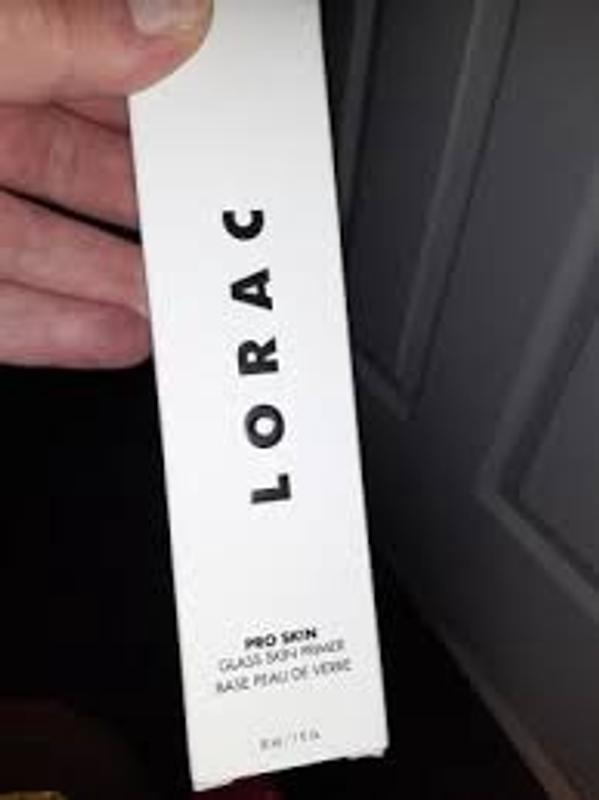 LORAC
PRO SKIN
GLASS SKIN PRIMER
BASE PEAU DE VERRE